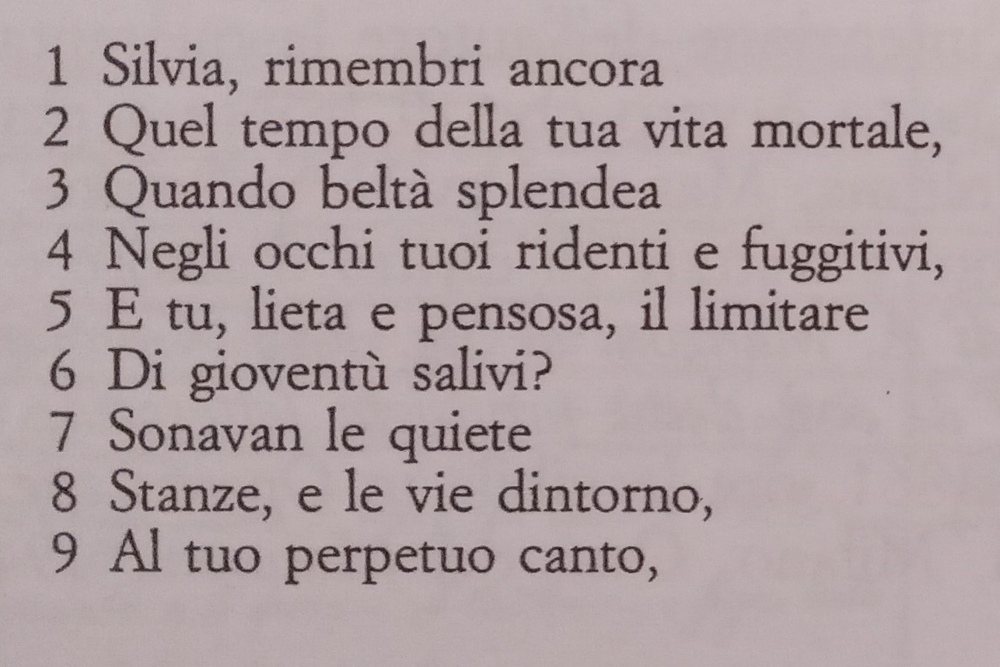 1 Silvia, rimembri ancora
2 Quel tempo della tua vita mortale,
3 Quando beltà splendea
4 Negli occhi tuoi ridenti e fuggitivi,
5 E tu, lieta e pensosa, il limitare
6 Di gioventù salivi?
7 Sonavan le quiete
8 Stanze, e le vie dintorno,
9 Al tuo perpetuo canto,